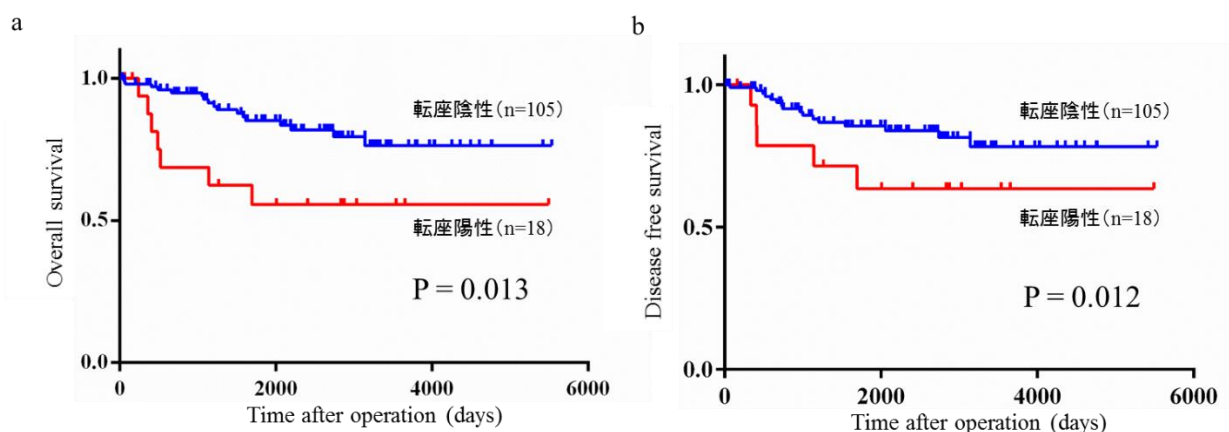 a
1.0
0.5
0.0
Overall survival
転座陰性(n=105)
転座陽性(n=18)
P = 0.013
0 2000 4000 6000
Time after operation (days)
b
1.0
0.5
0.0
Disease free survival
転座陰性(n=105)
転座陽性(n=18)
P = 0.012
0 2000 4000 6000
Time after operation (days)